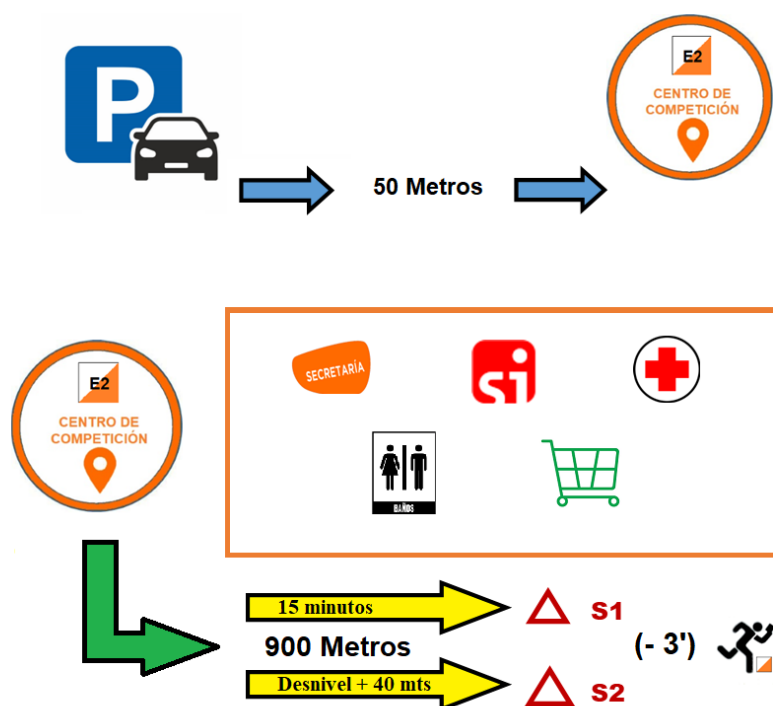 P
E2
CENTRO DE
COMPETICIÓN
50 Metros
E2
CENTRO DE
COMPETICIÓN
SECRETARÍA
si
BAÑOS
15 minutos
S1
900 Metros
(- 3')
Desnivel + 40 mts
S2